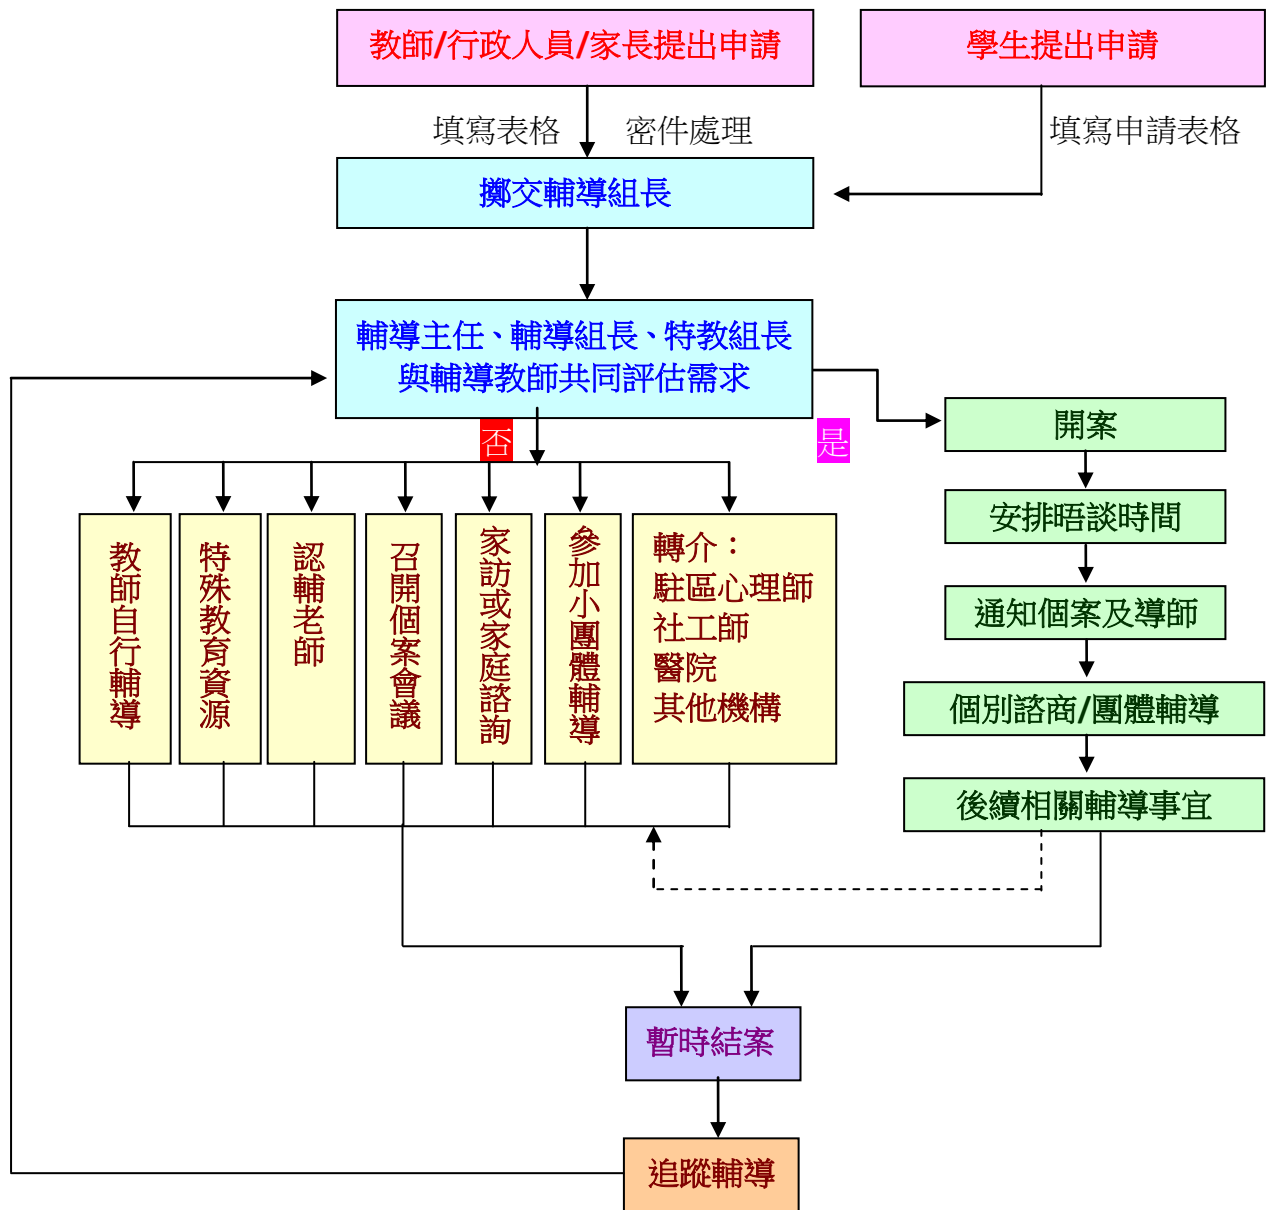 教師/行政人員/家長提出申請
學生提出申請
填寫表格
密件處理
填寫申請表格
擲交輔導組長
輔導主任、輔導組長、特教組長
與輔導教師共同評估需求
否
是
開案
安排晤談時間
通知個案及導師
個別諮商/團體輔導
後續相關輔導事宜
教師自行輔導
特殊教育資源
認輔老師
召開個案會議
家訪或家庭諮詢
參加小團體輔導
轉介：
駐區心理師
社工師
醫院
其他機構
暫時結案
追蹤輔導